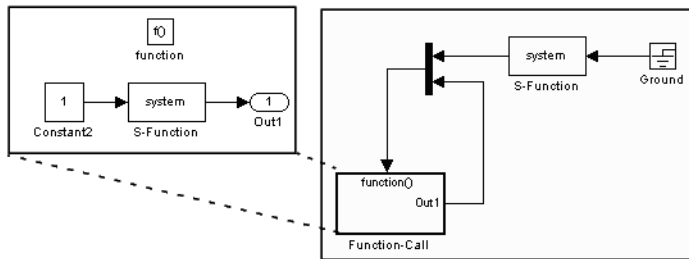 f()
function
1
system
1
Constant2
S-Function
Out1
system
S-Function
Ground
function()
Out1
Function-Call